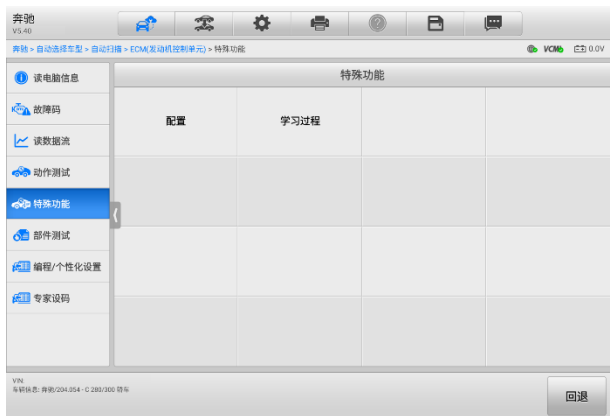 奔驰
V5.40
奔驰 > 自动选择车型 > 自动扫描 > ECM(发动机控制单元) > 特殊功能
VCMI 0.0V
读电脑信息
特殊功能
故障码
配置 学习过程
读数据流
动作测试
特殊功能
部件测试
编程/个性化设置
专家设码
VIN
车辆信息: 奔驰/204.054 - C 280/300 轿车
回退